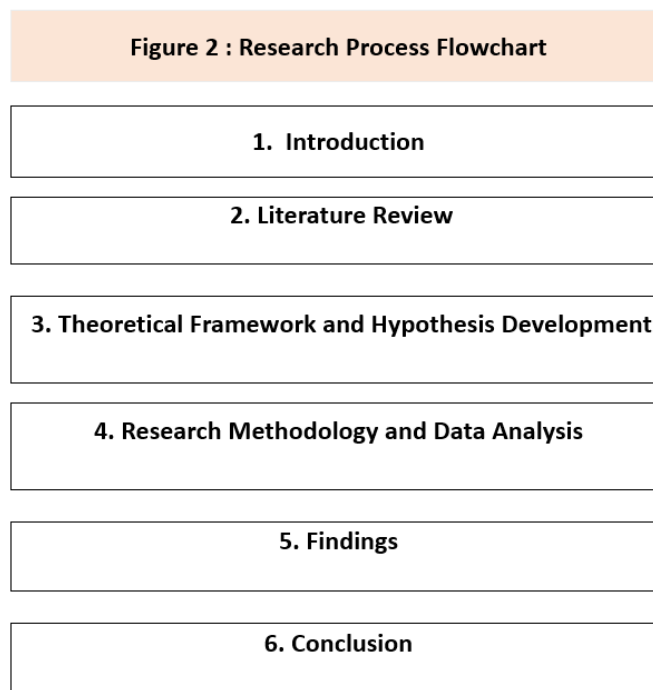 Figure 2 : Research Process Flowchart
1. Introduction
2. Literature Review
3. Theoretical Framework and Hypothesis Development
4. Research Methodology and Data Analysis
5. Findings
6. Conclusion